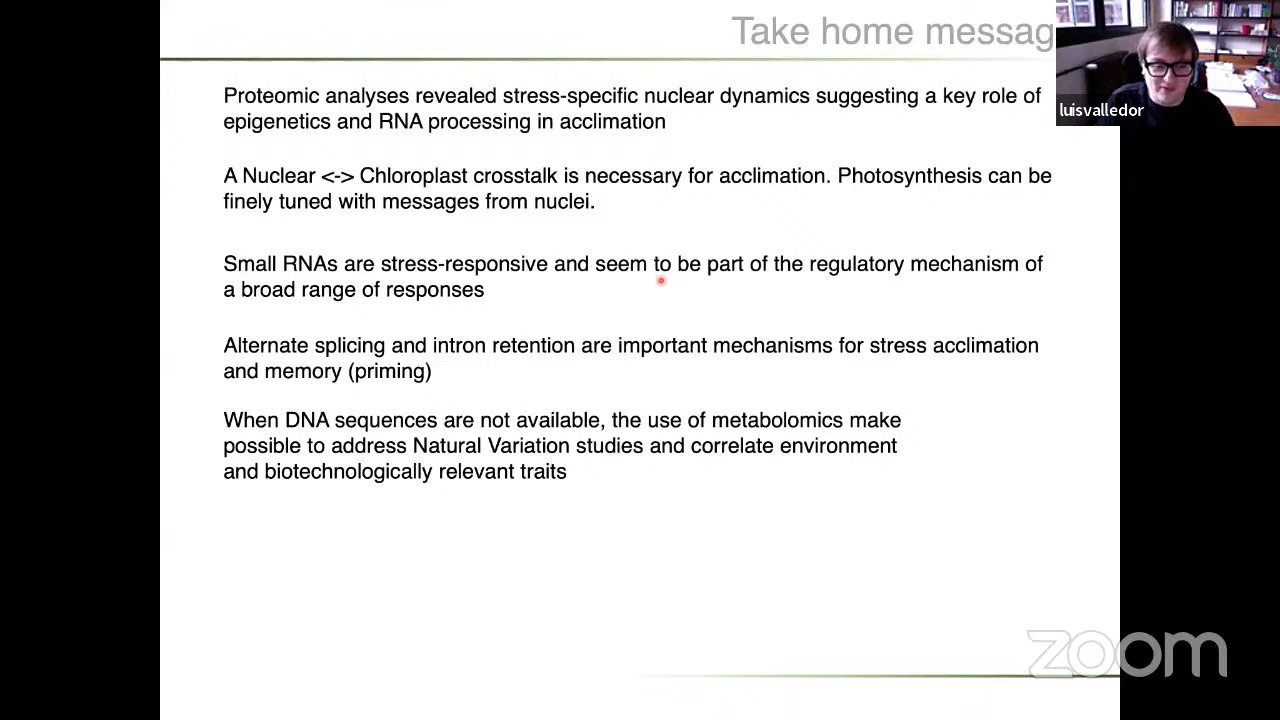 Take home messag
luisvalledor
Proteomic analyses revealed stress-specific nuclear dynamics suggesting a key role of
epigenetics and RNA processing in acclimation
A Nuclear <-> Chloroplast crosstalk is necessary for acclimation. Photosynthesis can be
finely tuned with messages from nuclei.
Small RNAs are stress-responsive and seem to be part of the regulatory mechanism of
a broad range of responses
Alternate splicing and intron retention are important mechanisms for stress acclimation
and memory (priming)
When DNA sequences are not available, the use of metabolomics make
possible to address Natural Variation studies and correlate environment
and biotechnologically relevant traits
zoom